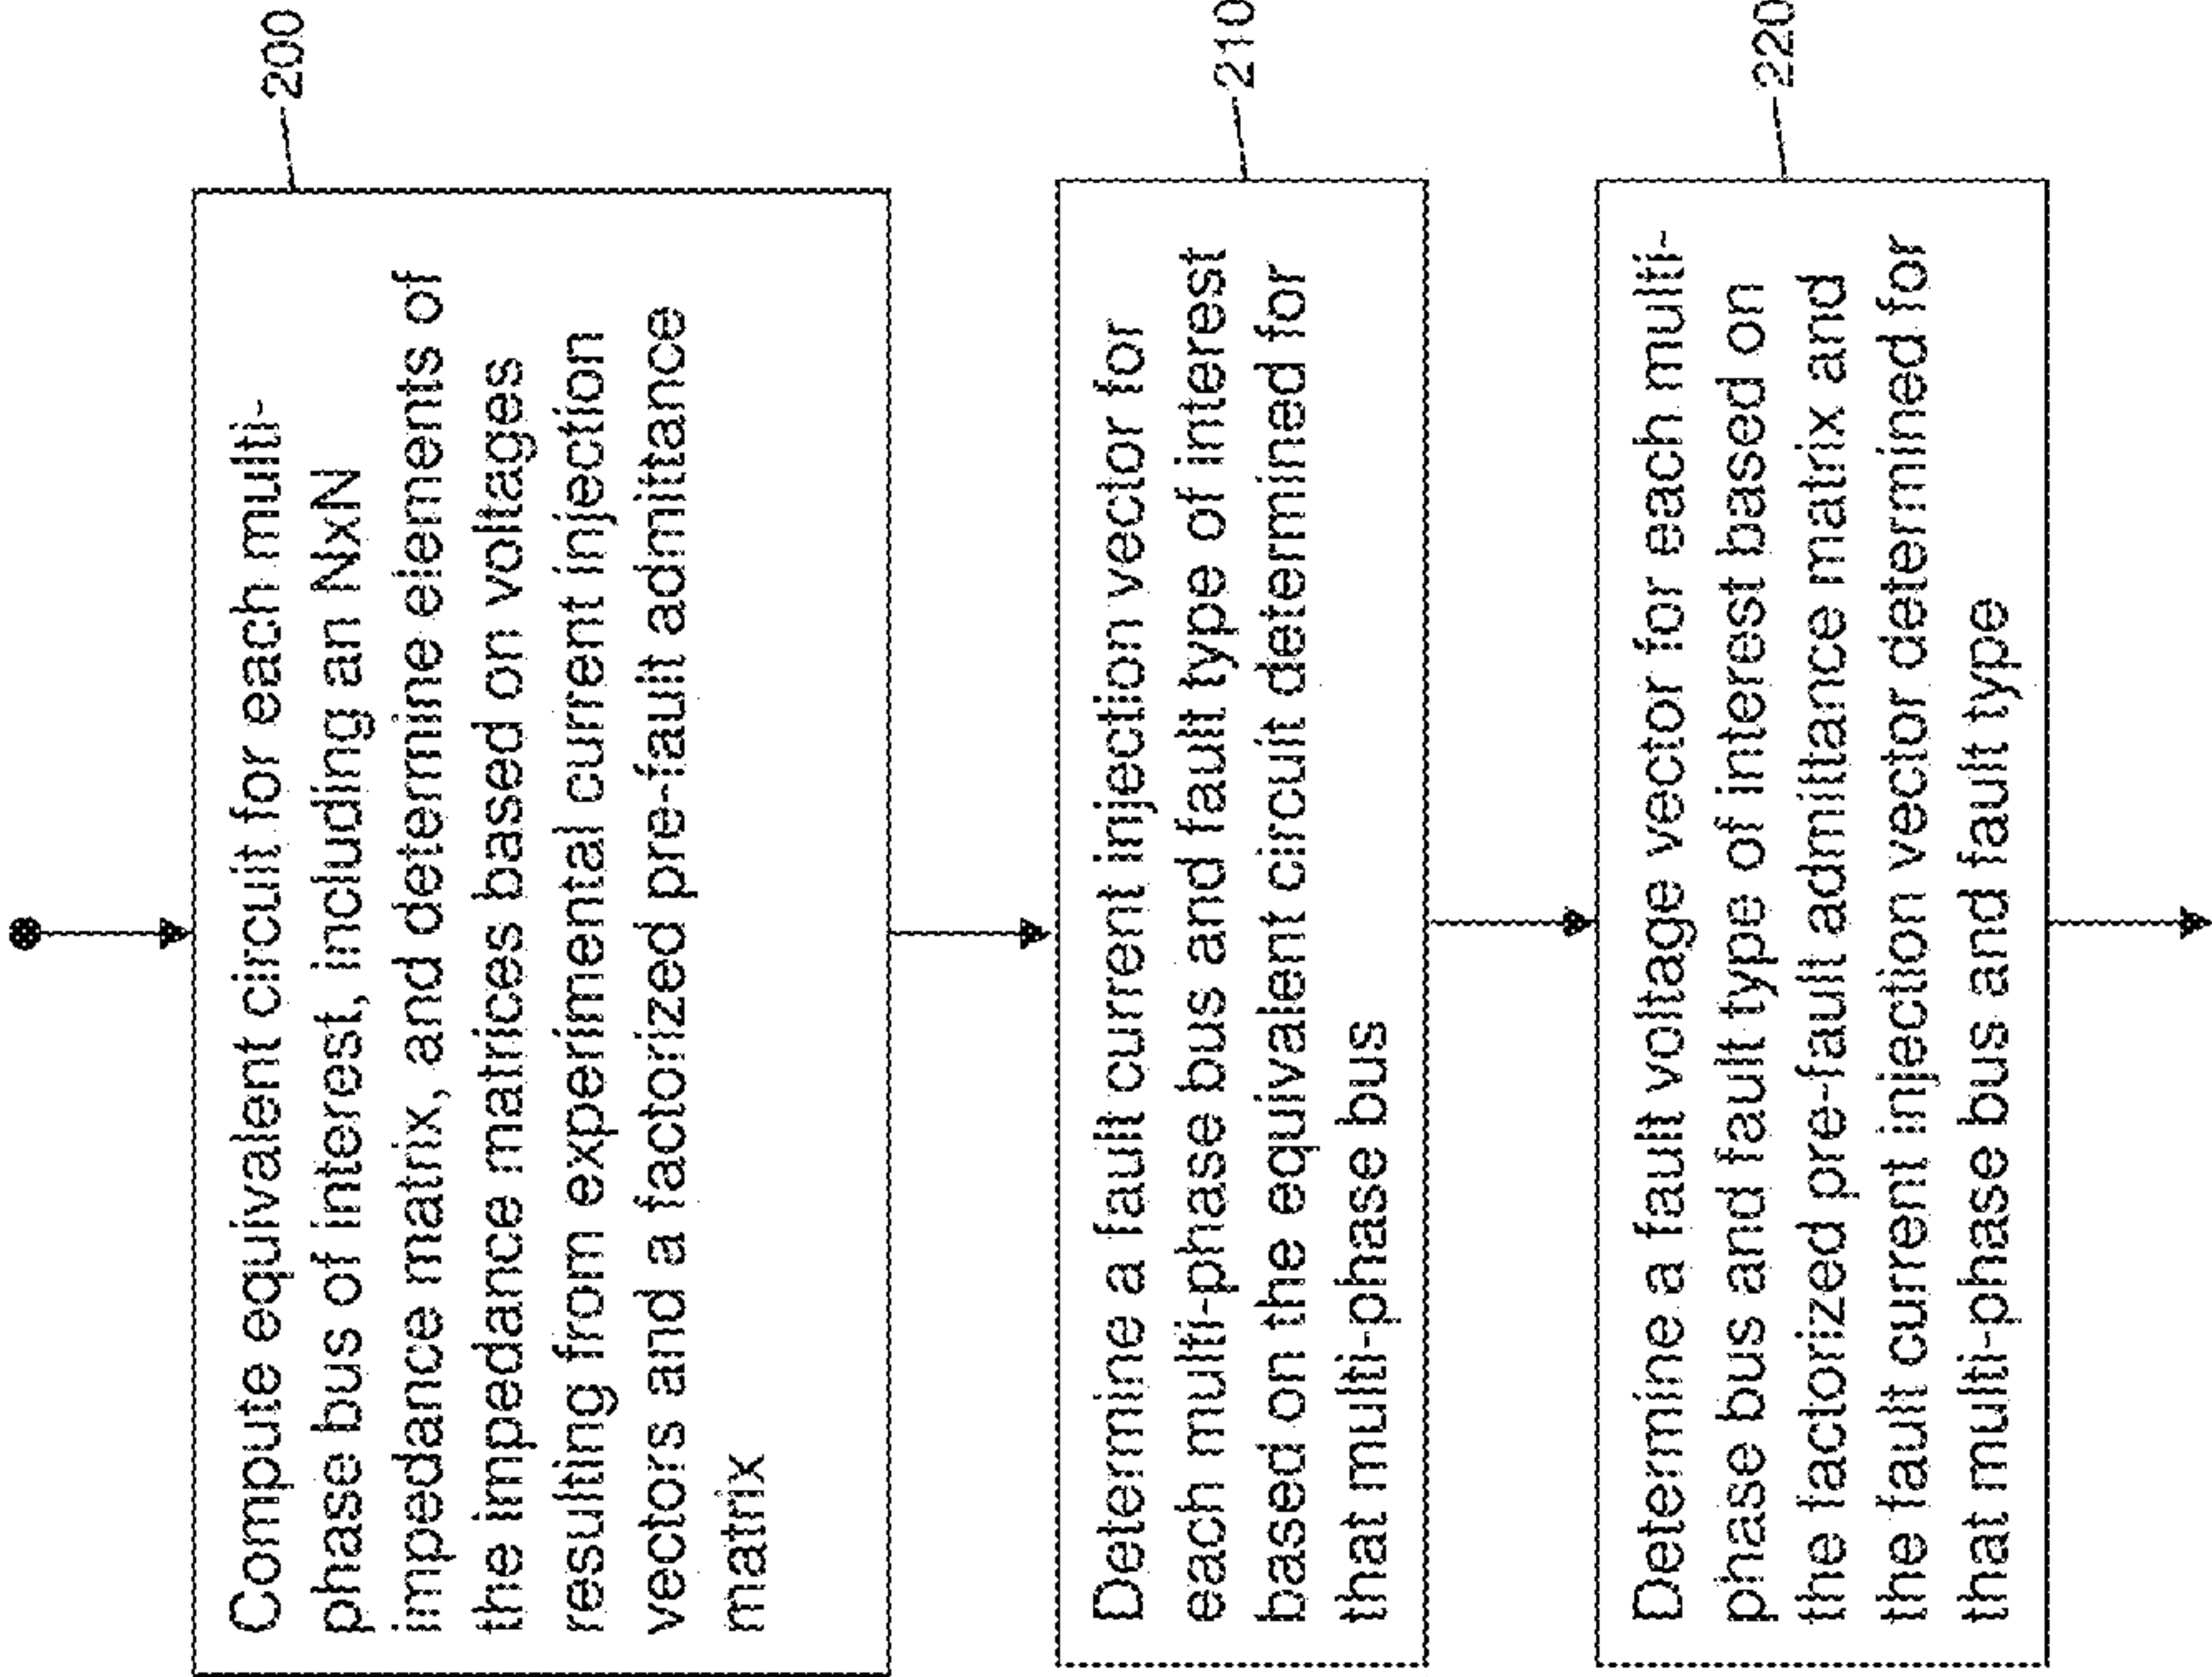 200
Compute equivalent circuit for each multi-
phase bus of interest, including an NxN
impedance matrix, and determine elements of
the impedance matrices based on voltages
resulting from experimental current injection
vectors and a factorized pre-fault admittance
matrix
210
Determine a fault current injection vector for
each multi-phase bus and fault type of interest
based on the equivalent circuit determined for
that multi-phase bus
220
Determine a fault voltage vector for each multi-
phase bus and fault type of interest based on
the factorized pre-fault admittance matrix and
the fault current injection vector determined for
that multi-phase bus and fault type